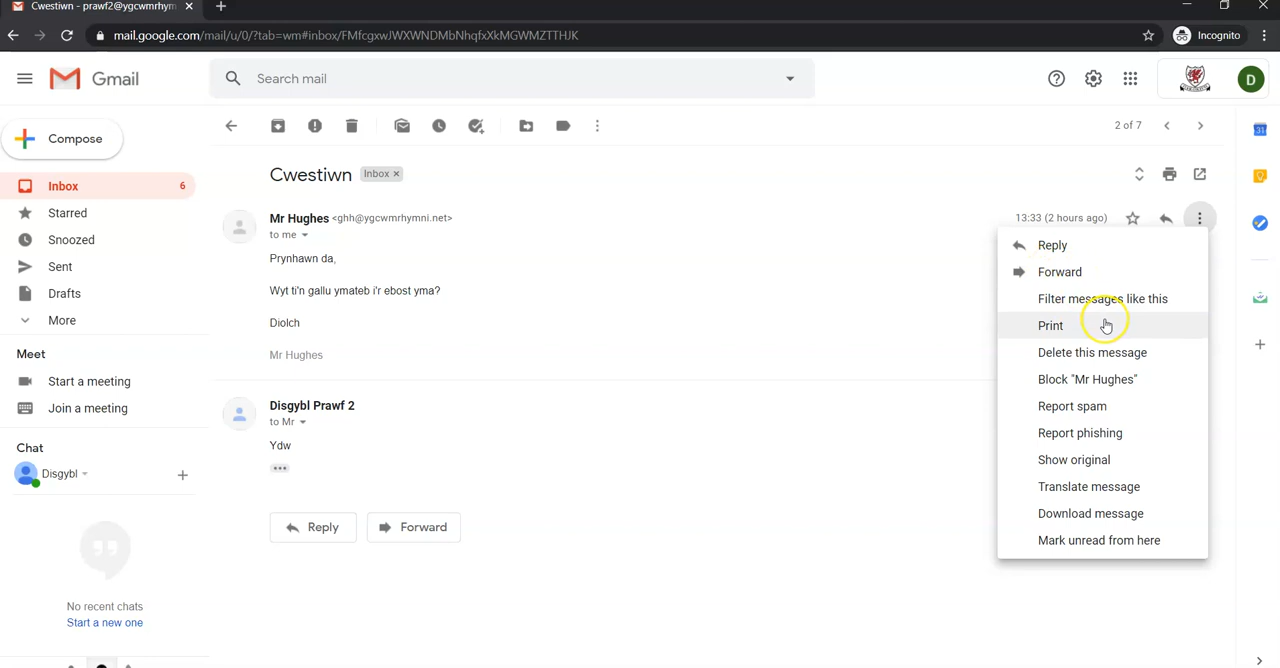 Cwestiwn - prawf2@ygcwmrhymn
mail.google.com/mail/u/0/?tab=wm#inbox/FMfcgxwJWXWNDMbNhqfxXkMGWMZTTHJK
Incognito
Gmail
Search mail
D
Compose
2 of 7
31
Inbox 6
Starred
Snoozed
Sent
Drafts
More
Meet
Start a meeting
Join a meeting
Chat
Disgybl
No recent chats
Start a new one
Cwestiwn Inbox x
Mr Hughes <ghh@ygcwmrhymni.net>
13:33 (2 hours ago)
to me
Prynhawn da,
Wyt ti'n gallu ymateb i'r ebost yma?
Diolch
Mr Hughes
Disgybl Prawf 2
to Mr
Ydw
Reply Forward
Reply
Forward
Filter messages like this
Print
Delete this message
Block "Mr Hughes"
Report spam
Report phishing
Show original
Translate message
Download message
Mark unread from here